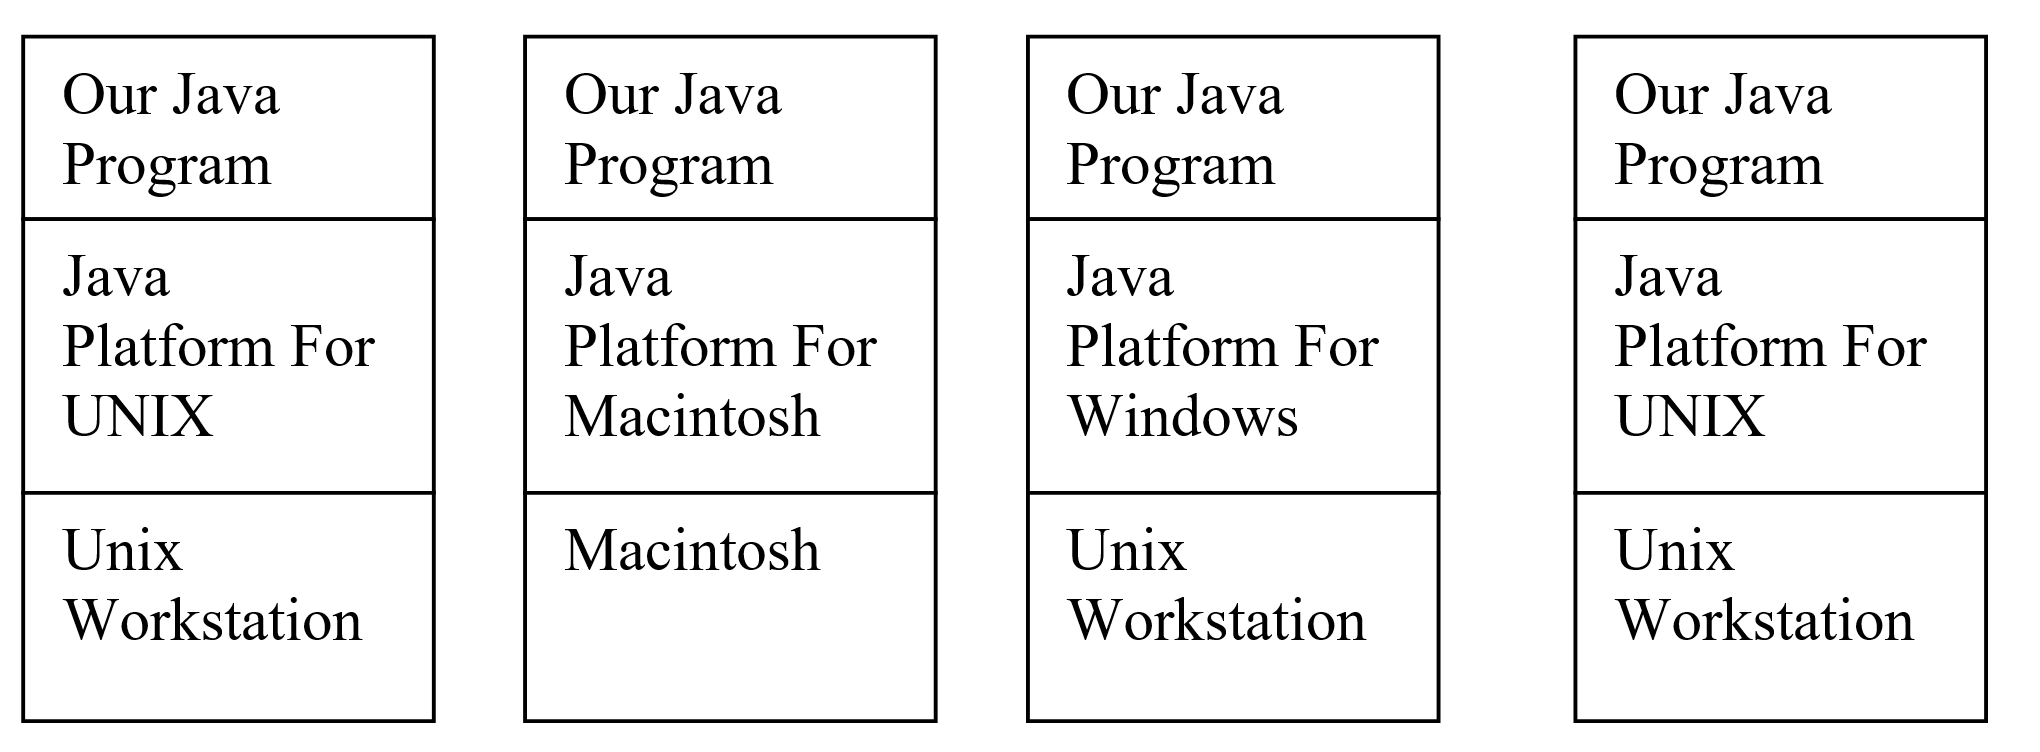 Our Java
Program
Java
Platform For
UNIX
Unix
Workstation
Our Java
Program
Java
Platform For
Macintosh
Macintosh
Our Java
Program
Java
Platform For
Windows
Unix
Workstation
Our Java
Program
Java
Platform For
UNIX
Unix
Workstation